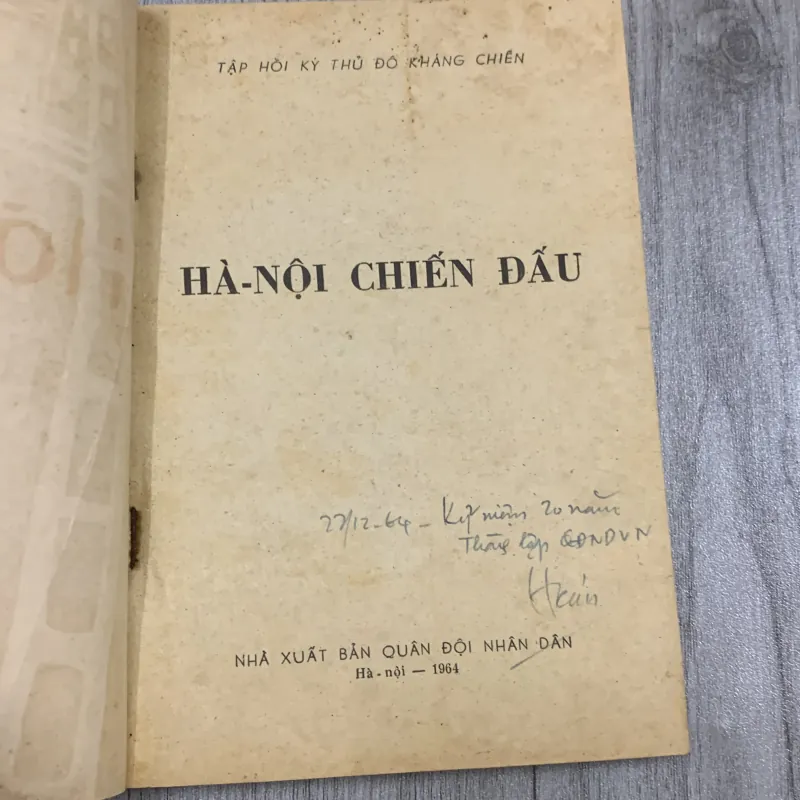 TẬP HỒI KÝ THỦ ĐÔ KHÁNG CHIẾN
HÀ-NỘI CHIẾN ĐẤU
22/12-64 - Kỷ niệm 20 năm
Thành lập QĐNDVN
NHÀ XUẤT BẢN QUÂN ĐỘI NHÂN DÂN
Hà-nội — 1964